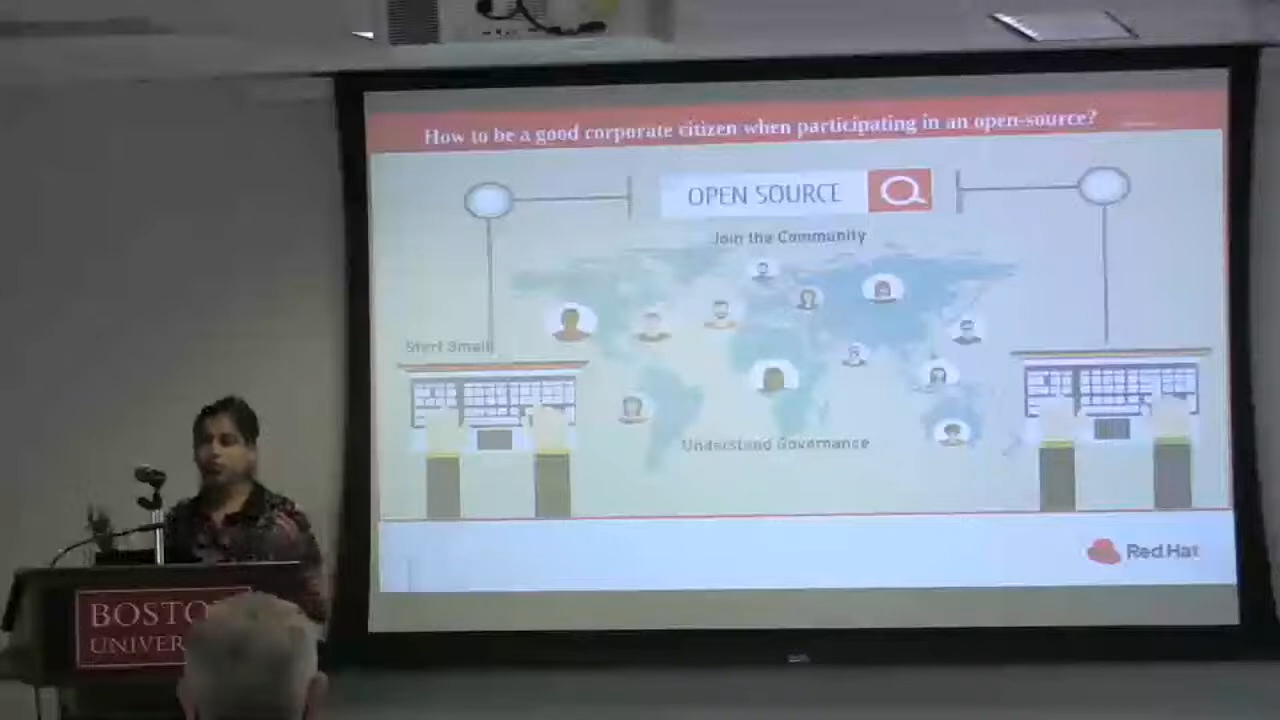 How to be a good corporate citizen when participating in an open-source?
OPEN SOURCE
Join the Community
Start Small
Understand Governance
Red Hat
BOSTO
UNIVER